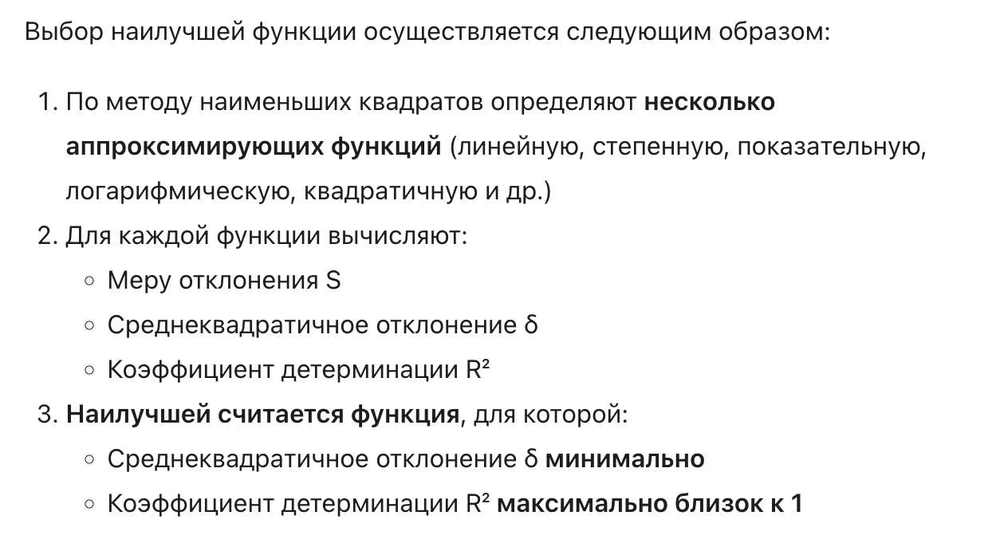 Выбор наилучшей функции осуществляется следующим образом:
1. По методу наименьших квадратов определяют несколько
аппроксимирующих функций (линейную, степенную, показательную,
логарифмическую, квадратичную и др.)
2. Для каждой функции вычисляют:
◦ Меру отклонения S
◦ Среднеквадратичное отклонение δ
◦ Коэффициент детерминации R²
3. Наилучшей считается функция, для которой:
◦ Среднеквадратичное отклонение δ минимально
◦ Коэффициент детерминации R² максимально близок к 1